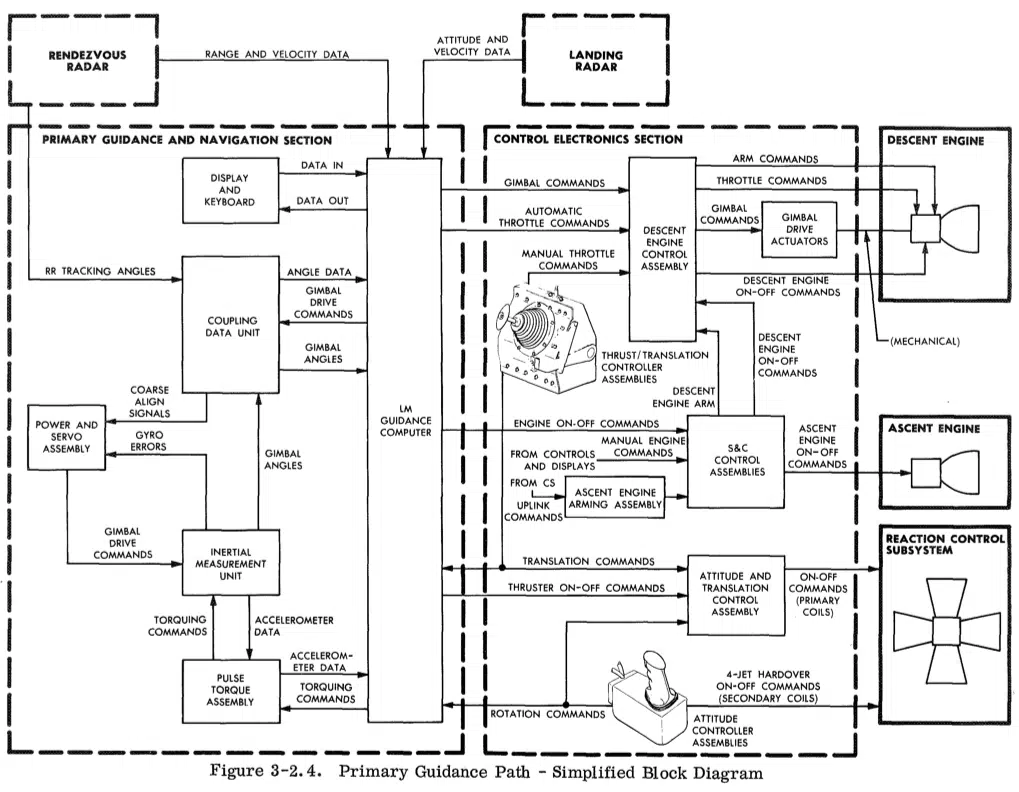 RENDEZVOUS
RADAR
RANGE AND VELOCITY DATA
ATTITUDE AND
VELOCITY DATA
LANDING
RADAR
PRIMARY GUIDANCE AND NAVIGATION SECTION
DISPLAY
AND
KEYBOARD
DATA IN
DATA OUT
RR TRACKING ANGLES
COUPLING
DATA UNIT
ANGLE DATA
GIMBAL
DRIVE
COMMANDS
GIMBAL
ANGLES
COARSE
ALIGN
SIGNALS
POWER AND
SERVO
ASSEMBLY
GYRO
ERRORS
GIMBAL
ANGLES
LM
GUIDANCE
COMPUTER
GIMBAL
DRIVE
COMMANDS
INERTIAL
MEASUREMENT
UNIT
TORQUING
COMMANDS
ACCELEROMETER
DATA
PULSE
TORQUE
ASSEMBLY
ACCELEROM-
ETER DATA
TORQUING
COMMANDS
CONTROL ELECTRONICS SECTION
GIMBAL COMMANDS
AUTOMATIC
THROTTLE COMMANDS
MANUAL THROTTLE
COMMANDS
DESCENT
ENGINE
CONTROL
ASSEMBLY
ARM COMMANDS
THROTTLE COMMANDS
GIMBAL
COMMANDS
GIMBAL
DRIVE
ACTUATORS
DESCENT ENGINE
ON-OFF COMMANDS
THRUST/TRANSLATION
CONTROLLER
ASSEMBLIES
DESCENT
ENGINE ARM
DESCENT
ENGINE
ON-OFF
COMMANDS
ENGINE ON-OFF COMMANDS
MANUAL ENGINE
COMMANDS
FROM CONTROLS
AND DISPLAYS
FROM CS
UPLINK
COMMANDS
ASCENT ENGINE
ARMING ASSEMBLY
S&C
CONTROL
ASSEMBLIES
ASCENT
ENGINE
ON-OFF
COMMANDS
TRANSLATION COMMANDS
THRUSTER ON-OFF COMMANDS
ATTITUDE AND
TRANSLATION
CONTROL
ASSEMBLY
ON-OFF
COMMANDS
(PRIMARY
COILS)
ROTATION COMMANDS
4-JET HARDOVER
ON-OFF COMMANDS
(SECONDARY COILS)
ATTITUDE
CONTROLLER
ASSEMBLIES
DESCENT ENGINE
(MECHANICAL)
ASCENT ENGINE
REACTION CONTROL
SUBSYSTEM
Figure 3-2.4. Primary Guidance Path - Simplified Block Diagram